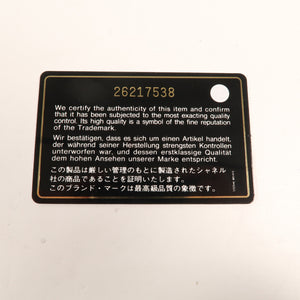 26217538
We certify the authenticity of this item and confirm
that it has been subjected to the most exacting quality
control. Its high quality is a symbol of the fine reputation
of the Trademark.
Wir bestätigen, dass es sich um einen Artikel handelt,
der während seiner Herstellung strengsten Kontrollen
unterworfen war, und dessen erstklassige Qualität
dem hohen Ansehen unserer Marke entspricht.
この製品は厳しい管理のもとに製造されたシャネル
社の商品であることを証明いたします。
このブランド・マークは最高級品質の象徴です。